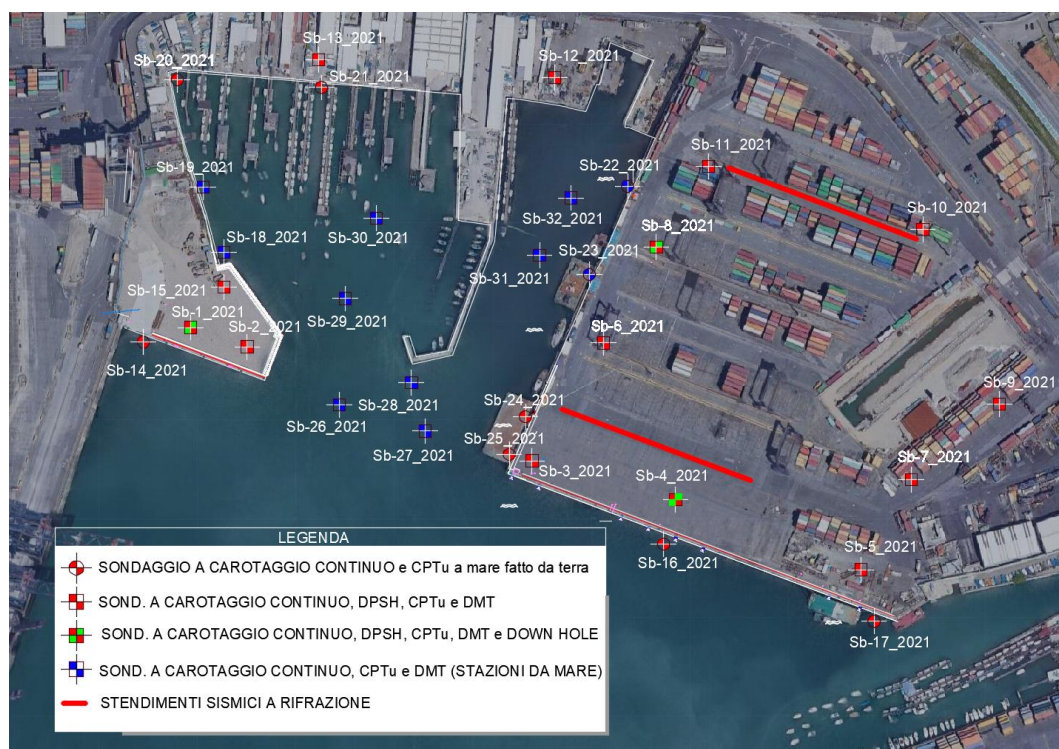 Sb-13_2021
Sb-20_2021
Sb-21_2021
Sb-12_2021
Sb-11_2021
Sb-19_2021
Sb-22_2021
Sb-32_2021
Sb-10_2021
Sb-30_2021
Sb-18_2021
Sb-8_2021
Sb-23_2021
Sb-31_2021
Sb-15_2021
Sb-1_2021
Sb-29_2021
Sb-2_2021
Sb-6_2021
Sb-14_2021
Sb-9_2021
Sb-28_2021
Sb-24_2021
Sb-26_2021
Sb-27_2021
Sb-25_2021
Sb-7_2021
Sb-3_2021
Sb-4_2021
Sb-5_2021
Sb-16_2021
Sb-17_2021
LEGENDA
SONDAGGIO A CAROTAGGIO CONTINUO e CPTu a mare fatto da terra
SOND. A CAROTAGGIO CONTINUO, DPSH, CPTu e DMT
SOND. A CAROTAGGIO CONTINUO, DPSH, CPTu, DMT e DOWN HOLE
SOND. A CAROTAGGIO CONTINUO, CPTu e DMT (STAZIONI DA MARE)
STENDIMENTI SISMICI A RIFRAZIONE